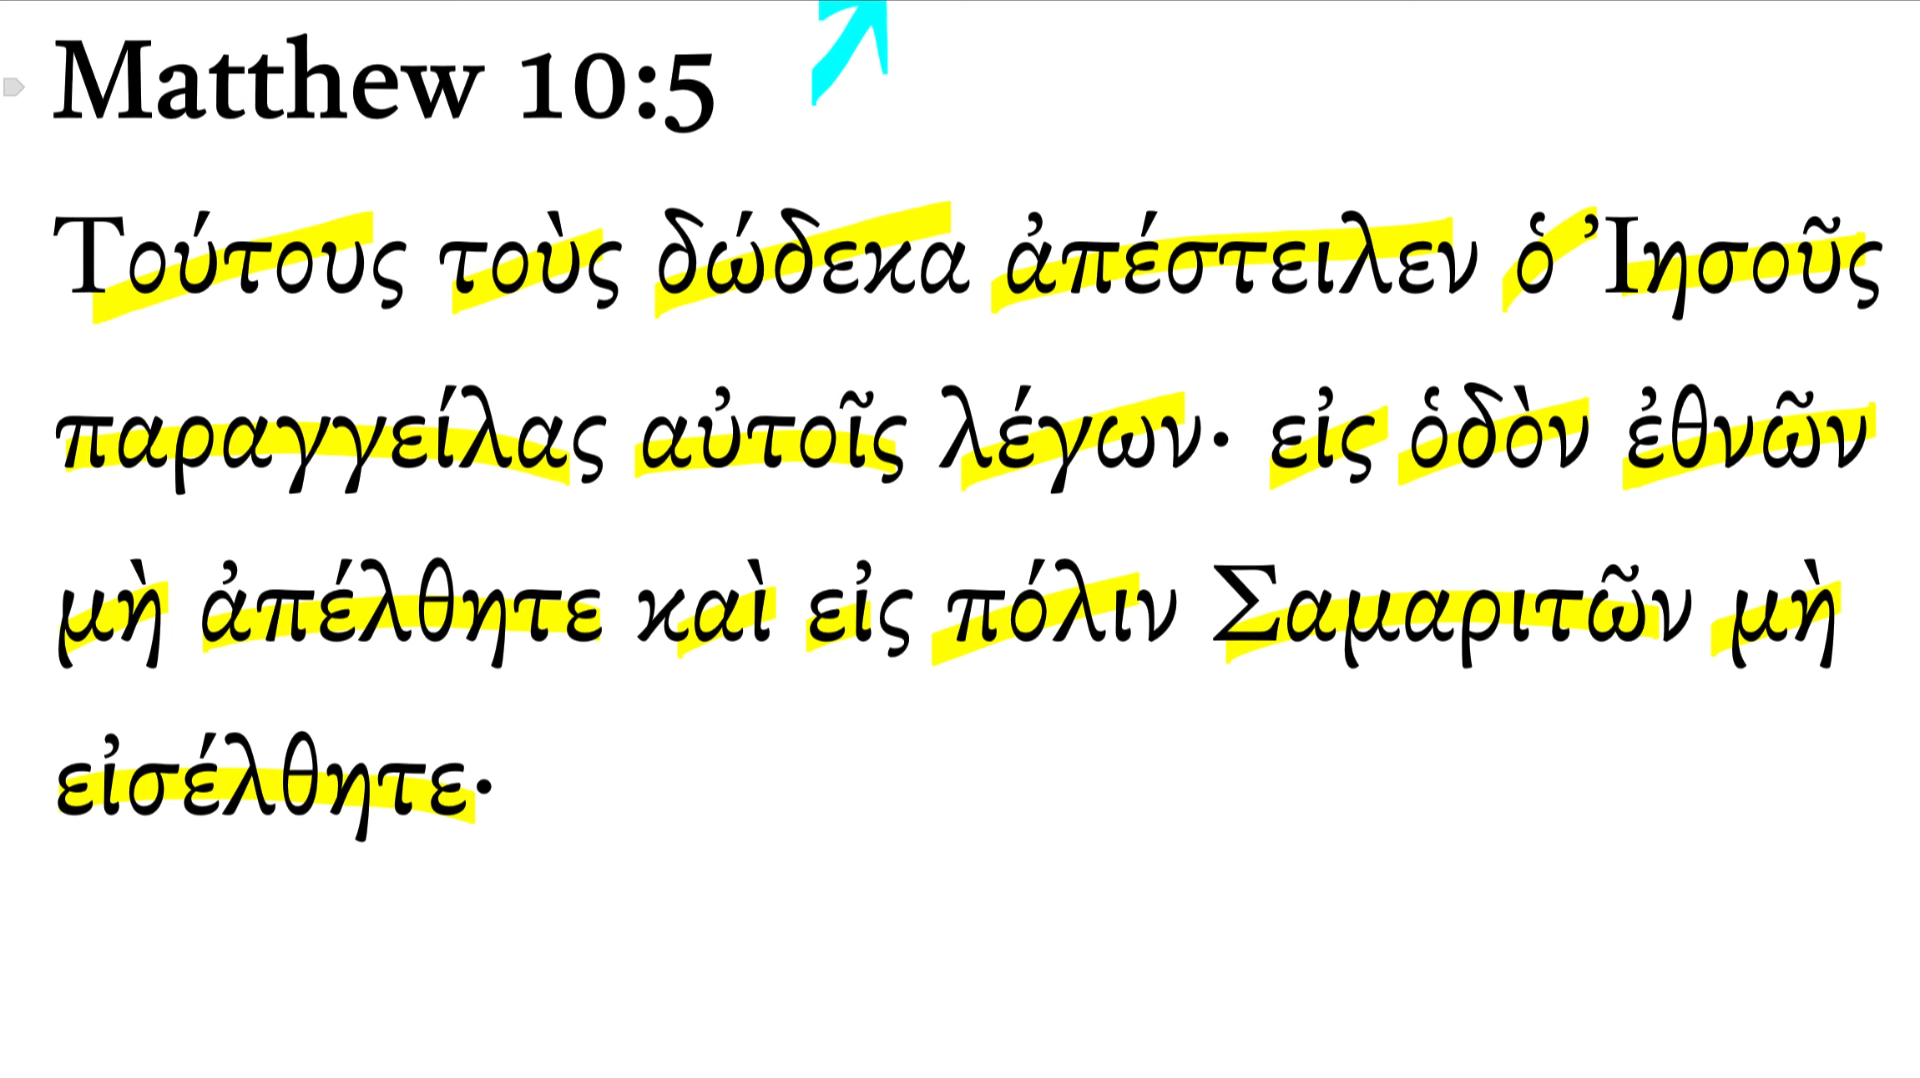 Matthew 10:5
Τούτους τοὺς δώδεκα ἀπέστειλεν ὁ Ἰησοῦς
παραγγείλας αὐτοῖς λέγων· εἰς ὁδὸν ἐθνῶν
μὴ ἀπέλθητε καὶ εἰς πόλιν Σαμαριτῶν μὴ
εἰσέλθητε·